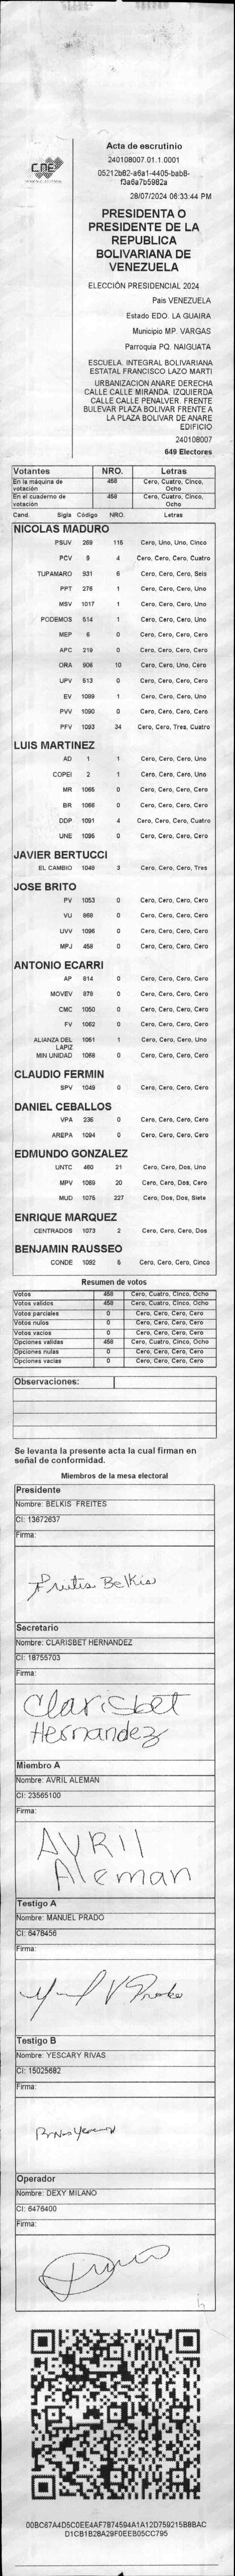 CNE
Acta de escrutinio
240108007.01.1.0001
05212b82-a6a1-4405-bab8-
f3a6a7b5982a
28/07/2024 06:33:44 PM
PRESIDENTA O
PRESIDENTE DE LA
REPUBLICA
BOLIVARIANA DE
VENEZUELA
ELECCIÓN PRESIDENCIAL 2024
Pais VENEZUELA
Estado EDO. LA GUAIRA
Municipio MP. VARGAS
Parroquia PQ. NAIGUATA
ESCUELA. INTEGRAL BOLIVARIANA
ESTATAL FRANCISCO LAZO MARTI
URBANIZACION ANARE DERECHA
CALLE CALLE MIRANDA. IZQUIERDA
CALLE CALLE PENALVER. FRENTE
BULEVAR PLAZA BOLIVAR FRENTE A
LA PLAZA BOLIVAR DE ANARE
EDIFICIO
240108007
649 Electores
Votantes NRO. Letras
En la máquina de votación 458 Cero, Cuatro, Cinco, Ocho
En el cuaderno de votación 458 Cero, Cuatro, Cinco, Ocho
Cand. Sigla Código NRO. Letras
NICOLAS MADURO
PSUV 269 115 Cero, Uno, Uno, Cinco
PCV 5 4 Cero, Cero, Cero, Cuatro
TUPAMARO 931 6 Cero, Cero, Cero, Seis
PPT 276 1 Cero, Cero, Cero, Uno
MSV 1017 1 Cero, Cero, Cero, Uno
PODEMOS 514 1 Cero, Cero, Cero, Uno
MEP 6 0 Cero, Cero, Cero, Cero
APC 219 0 Cero, Cero, Cero, Cero
ORA 906 10 Cero, Cero, Uno, Cero
UPV 513 0 Cero, Cero, Cero, Cero
EV 1089 1 Cero, Cero, Cero, Uno
PVV 1090 0 Cero, Cero, Cero, Cero
PFV 1093 34 Cero, Cero, Tres, Cuatro
LUIS MARTINEZ
AD 1 1 Cero, Cero, Cero, Uno
COPEI 2 1 Cero, Cero, Cero, Uno
MR 1065 0 Cero, Cero, Cero, Cero
BR 1066 0 Cero, Cero, Cero, Cero
DDP 1091 4 Cero, Cero, Cero, Cuatro
UNE 1095 0 Cero, Cero, Cero, Cero
JAVIER BERTUCCI
EL CAMBIO 1048 3 Cero, Cero, Cero, Tres
JOSE BRITO
PV 1053 0 Cero, Cero, Cero, Cero
VU 868 0 Cero, Cero, Cero, Cero
UVV 1096 0 Cero, Cero, Cero, Cero
MPJ 458 0 Cero, Cero, Cero, Cero
ANTONIO ECARRI
AP 814 0 Cero, Cero, Cero, Cero
MOVEV 878 0 Cero, Cero, Cero, Cero
CMC 1050 0 Cero, Cero, Cero, Cero
FV 1062 0 Cero, Cero, Cero, Cero
ALIANZA DEL LAPIZ 1061 1 Cero, Cero, Cero, Uno
MIN UNIDAD 1068 0 Cero, Cero, Cero, Cero
CLAUDIO FERMIN
SPV 1049 0 Cero, Cero, Cero, Cero
DANIEL CEBALLOS
VPA 236 0 Cero, Cero, Cero, Cero
AREPA 1094 0 Cero, Cero, Cero, Cero
EDMUNDO GONZALEZ
UNTC 460 21 Cero, Cero, Dos, Uno
MPV 1069 20 Cero, Cero, Dos, Cero
MUD 1075 227 Cero, Dos, Dos, Siete
ENRIQUE MARQUEZ
CENTRADOS 1073 2 Cero, Cero, Cero, Dos
BENJAMIN RAUSSEO
CONDE 1092 5 Cero, Cero, Cero, Cinco
Resumen de votos
Votos 458 Cero, Cuatro, Cinco, Ocho
Votos validos 458 Cero, Cuatro, Cinco, Ocho
Votos parciales 0 Cero, Cero, Cero, Cero
Votos nulos 0 Cero, Cero, Cero, Cero
Votos vacios 0 Cero, Cero, Cero, Cero
Opciones validas 458 Cero, Cuatro, Cinco, Ocho
Opciones nulas 0 Cero, Cero, Cero, Cero
Opciones vacias 0 Cero, Cero, Cero, Cero
Observaciones:
Se levanta la presente acta la cual firman en
señal de conformidad.
Miembros de la mesa electoral
Presidente
Nombre: BELKIS FREITES
CI: 13672637
Firma:
Freites Belkis
Secretario
Nombre: CLARISBET HERNANDEZ
CI: 18755703
Firma:
Clarisbet
Hernandez
Miembro A
Nombre: AVRIL ALEMAN
CI: 23565100
Firma:
AVRIl
Aleman
Testigo A
Nombre: MANUEL PRADO
CI: 6478456
Firma:
Testigo B
Nombre: YESCARY RIVAS
CI: 15025682
Firma:
Operador
Nombre: DEXY MILANO
CI: 6476400
Firma:
00BC67A4D5C0EE4AF7874594A1A12D759215B8BAC
D1CB1B28A29F0EEB05CC795